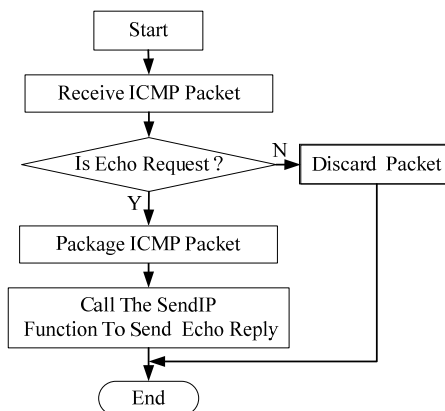 Start
Receive ICMP Packet
Is Echo Request ?
N
Discard Packet
Y
Package ICMP Packet
Call The SendIP
Function To Send Echo Reply
End